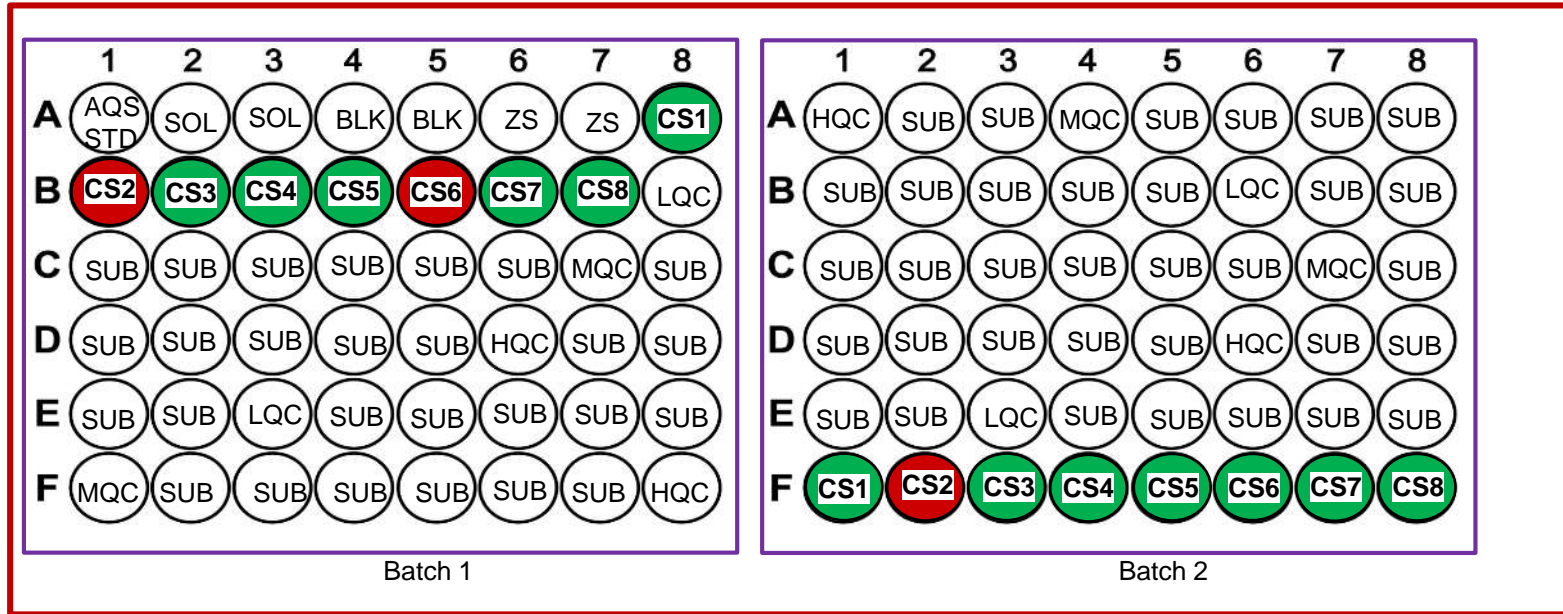 1 2 3 4 5 6 7 8
A AQS STD SOL SOL BLK BLK ZS ZS CS1
B CS2 CS3 CS4 CS5 CS6 CS7 CS8 LQC
C SUB SUB SUB SUB SUB SUB MQC SUB
D SUB SUB SUB SUB SUB HQC SUB SUB
E SUB SUB LQC SUB SUB SUB SUB SUB
F MQC SUB SUB SUB SUB SUB SUB HQC
Batch 1
1 2 3 4 5 6 7 8
A HQC SUB SUB MQC SUB SUB SUB SUB
B SUB SUB SUB SUB SUB LQC SUB SUB
C SUB SUB SUB SUB SUB SUB MQC SUB
D SUB SUB SUB SUB SUB HQC SUB SUB
E SUB SUB LQC SUB SUB SUB SUB SUB
F CS1 CS2 CS3 CS4 CS5 CS6 CS7 CS8
Batch 2